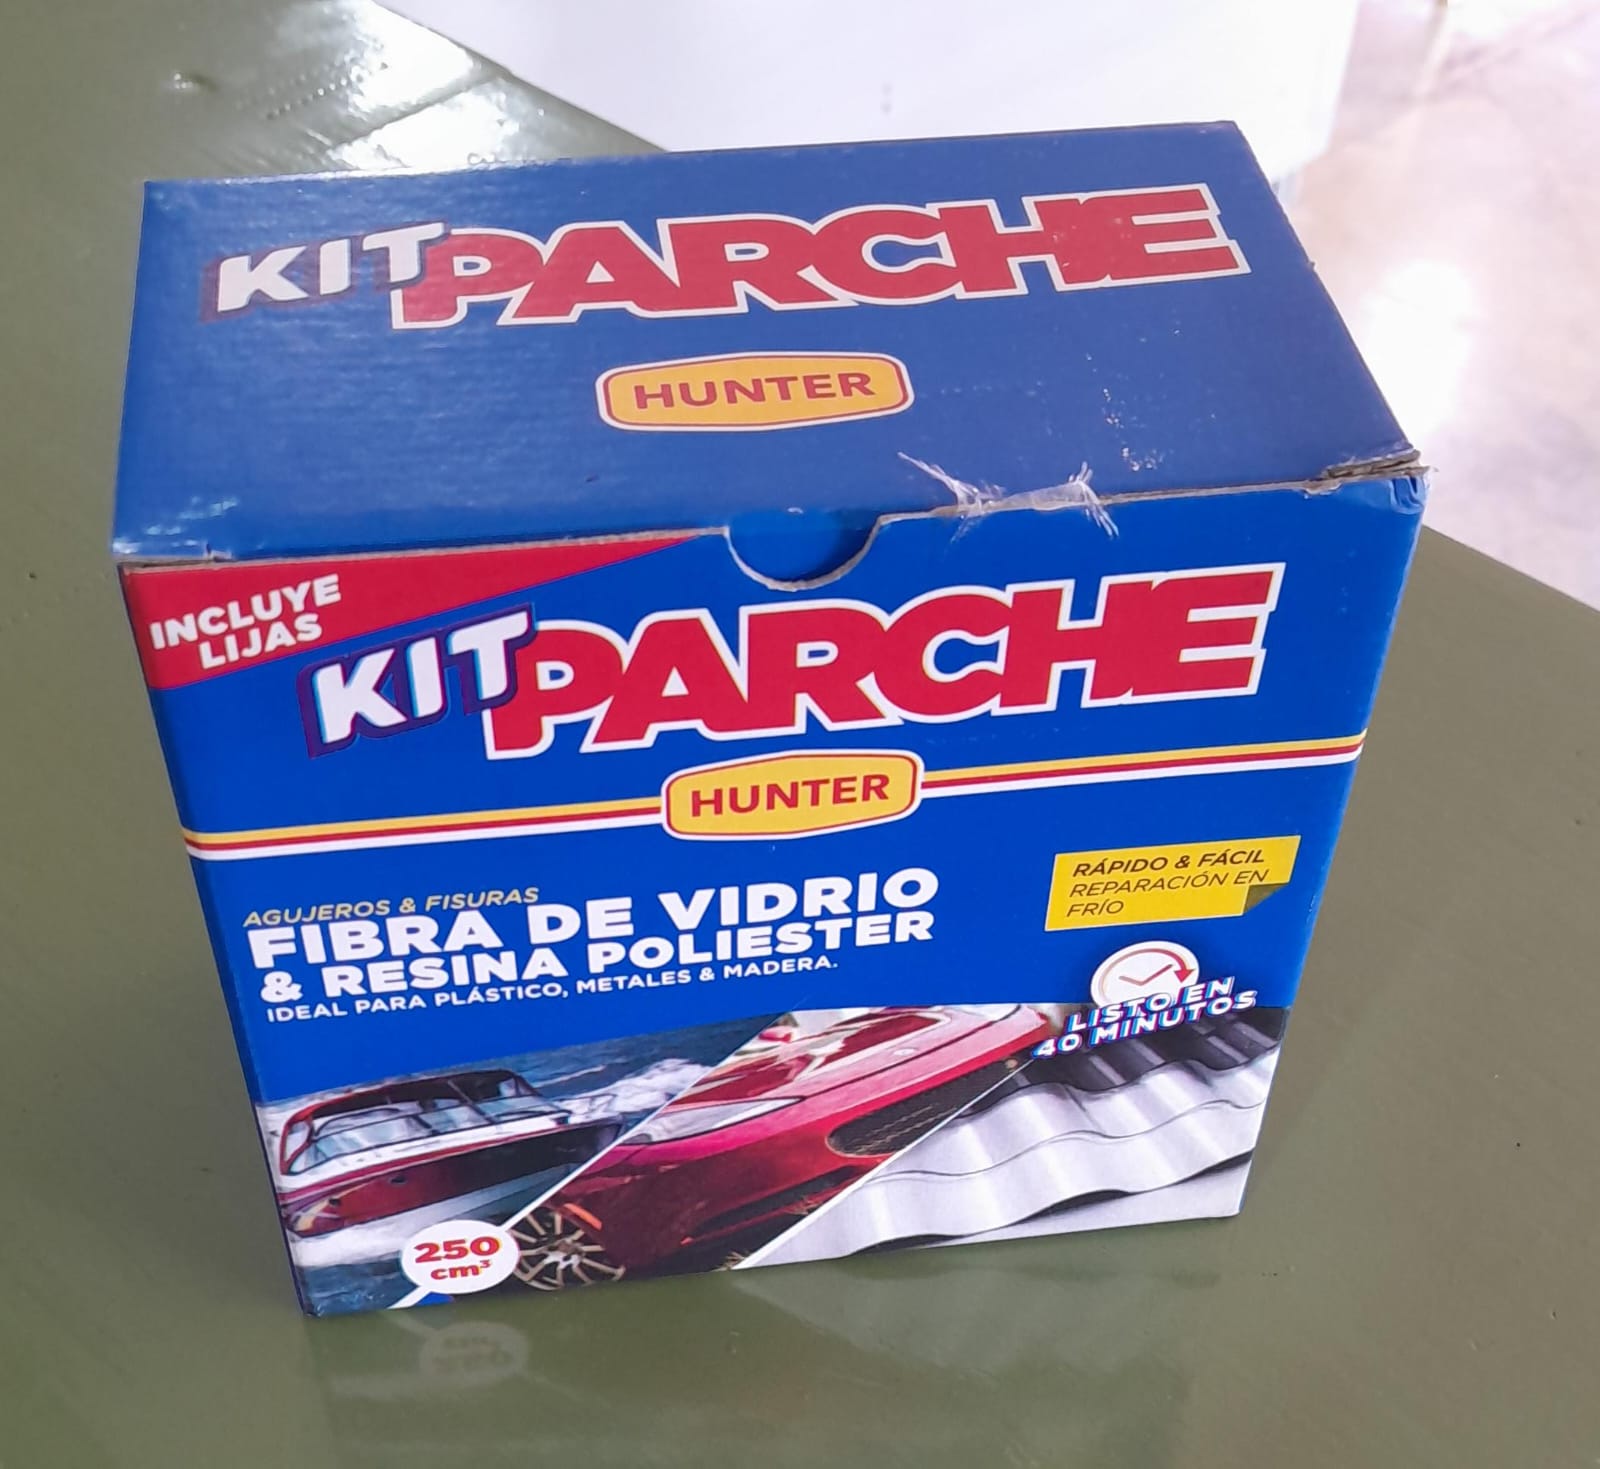 KIT PARCHE
HUNTER
INCLUYE
LIJAS
KIT PARCHE
HUNTER
AGUJEROS & FISURAS
FIBRA DE VIDRIO
& RESINA POLIESTER
IDEAL PARA PLÁSTICO, METALES & MADERA.
RÁPIDO & FÁCIL
REPARACIÓN EN
FRÍO
LISTO EN
40 MINUTOS
250
cm³